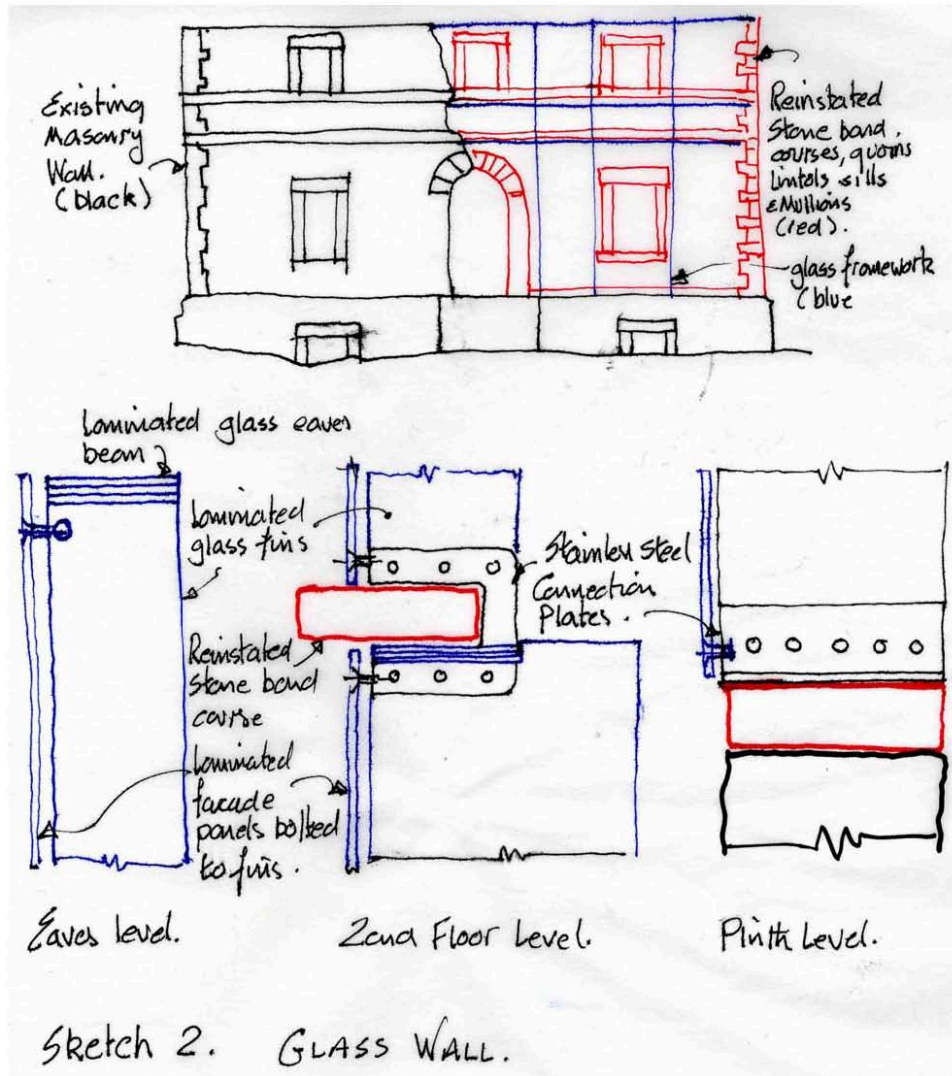 Existing
Masonry
Wall.
(black)
Reinstated
Stone band.
courses, quoins
lintols sills
& Mullions
(red).
glass framework
(blue
Laminated glass eaves
beam
Laminated
glass fins
Stainless Steel
Connection
Plates.
Reinstated
Stone band
course
Laminated
facade
panels bolted
to fins.
Eaves level.
2nd Floor Level.
Plinth Level.
Sketch 2. GLASS WALL.